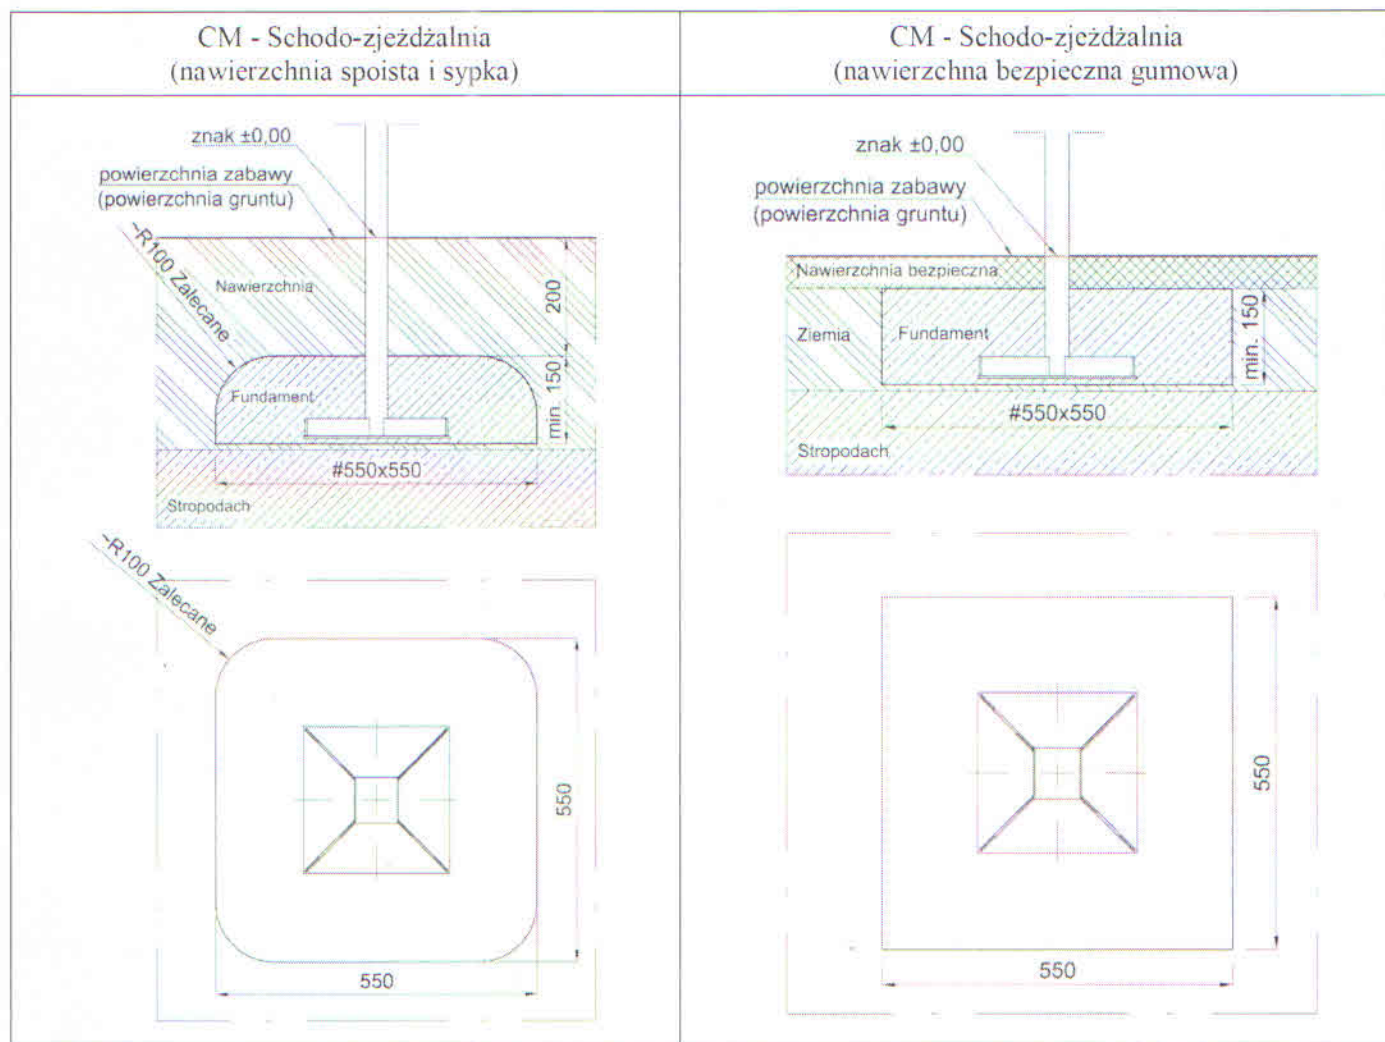 CM - Schodo-zjeżdżalnia
(nawierzchnia spoista i sypka)
znak ±0,00
powierzchnia zabawy
(powierzchnia gruntu)
~R100 Zalecane
Nawierzchnia
200
Fundament
min. 150
#550x550
Stropodach
~R100 Zalecane
550
550
CM - Schodo-zjeżdżalnia
(nawierzchna bezpieczna gumowa)
znak ±0,00
powierzchnia zabawy
(powierzchnia gruntu)
Nawierzchnia bezpieczna
Ziemia
Fundament
min. 150
#550x550
Stropodach
550
550